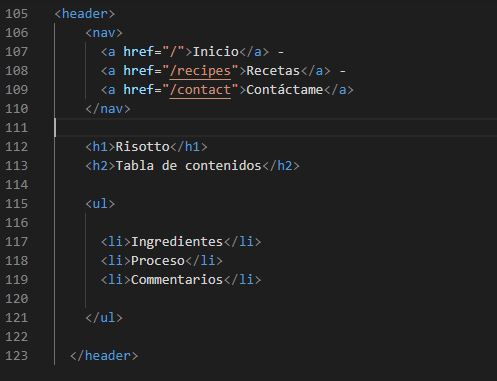 105 <header>
106 <nav>
107 <a href="/">Inicio</a> -
108 <a href="/recipes">Recetas</a> -
109 <a href="/contact">Contáctame</a>
110 </nav>
111
112 <h1>Risotto</h1>
113 <h2>Tabla de contenidos</h2>
114
115 <ul>
116
117 <li>Ingredientes</li>
118 <li>Proceso</li>
119 <li>Commentarios</li>
120
121 </ul>
122
123 </header>